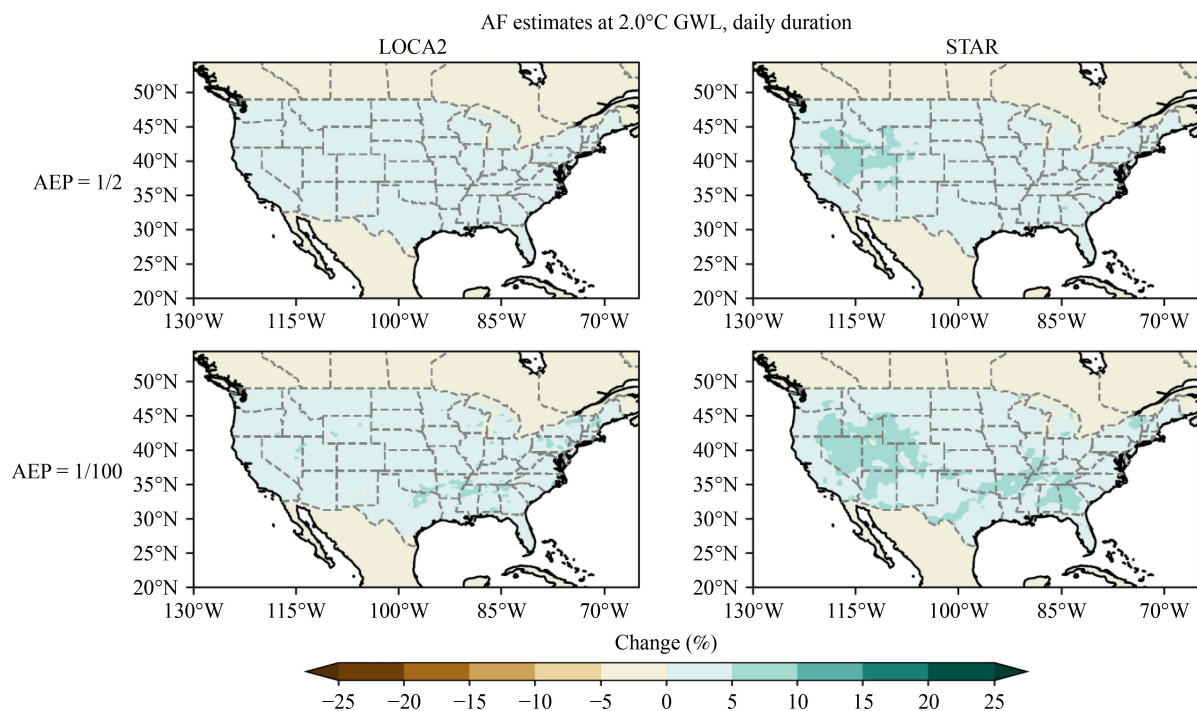 AF estimates at 2.0°C GWL, daily duration
LOCA2
STAR
AEP = 1/2
50°N
45°N
40°N
35°N
30°N
25°N
20°N
130°W 115°W 100°W 85°W 70°W
50°N
45°N
40°N
35°N
30°N
25°N
20°N
130°W 115°W 100°W 85°W 70°W
AEP = 1/100
50°N
45°N
40°N
35°N
30°N
25°N
20°N
130°W 115°W 100°W 85°W 70°W
50°N
45°N
40°N
35°N
30°N
25°N
20°N
130°W 115°W 100°W 85°W 70°W
Change (%)
−25 −20 −15 −10 −5 0 5 10 15 20 25